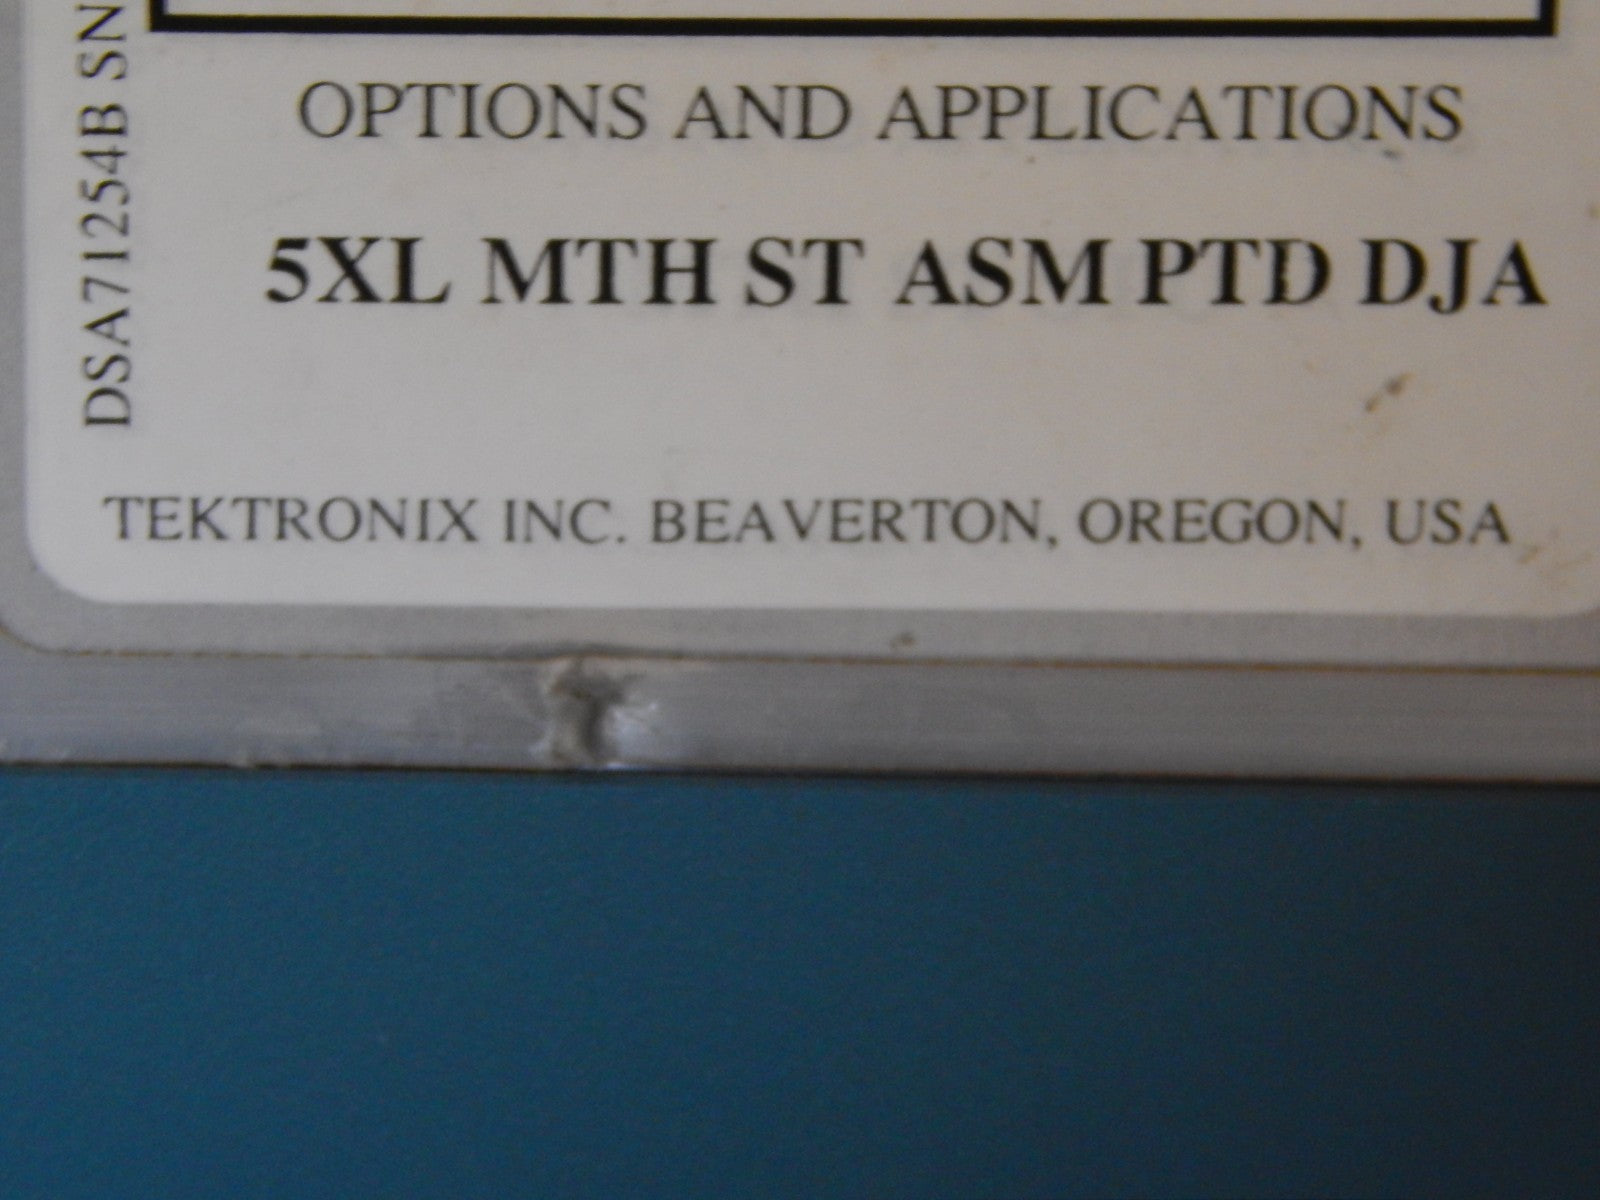 DSA71254B SN
OPTIONS AND APPLICATIONS
5XL MTH ST ASM PTD DJA
TEKTRONIX INC. BEAVERTON, OREGON, USA